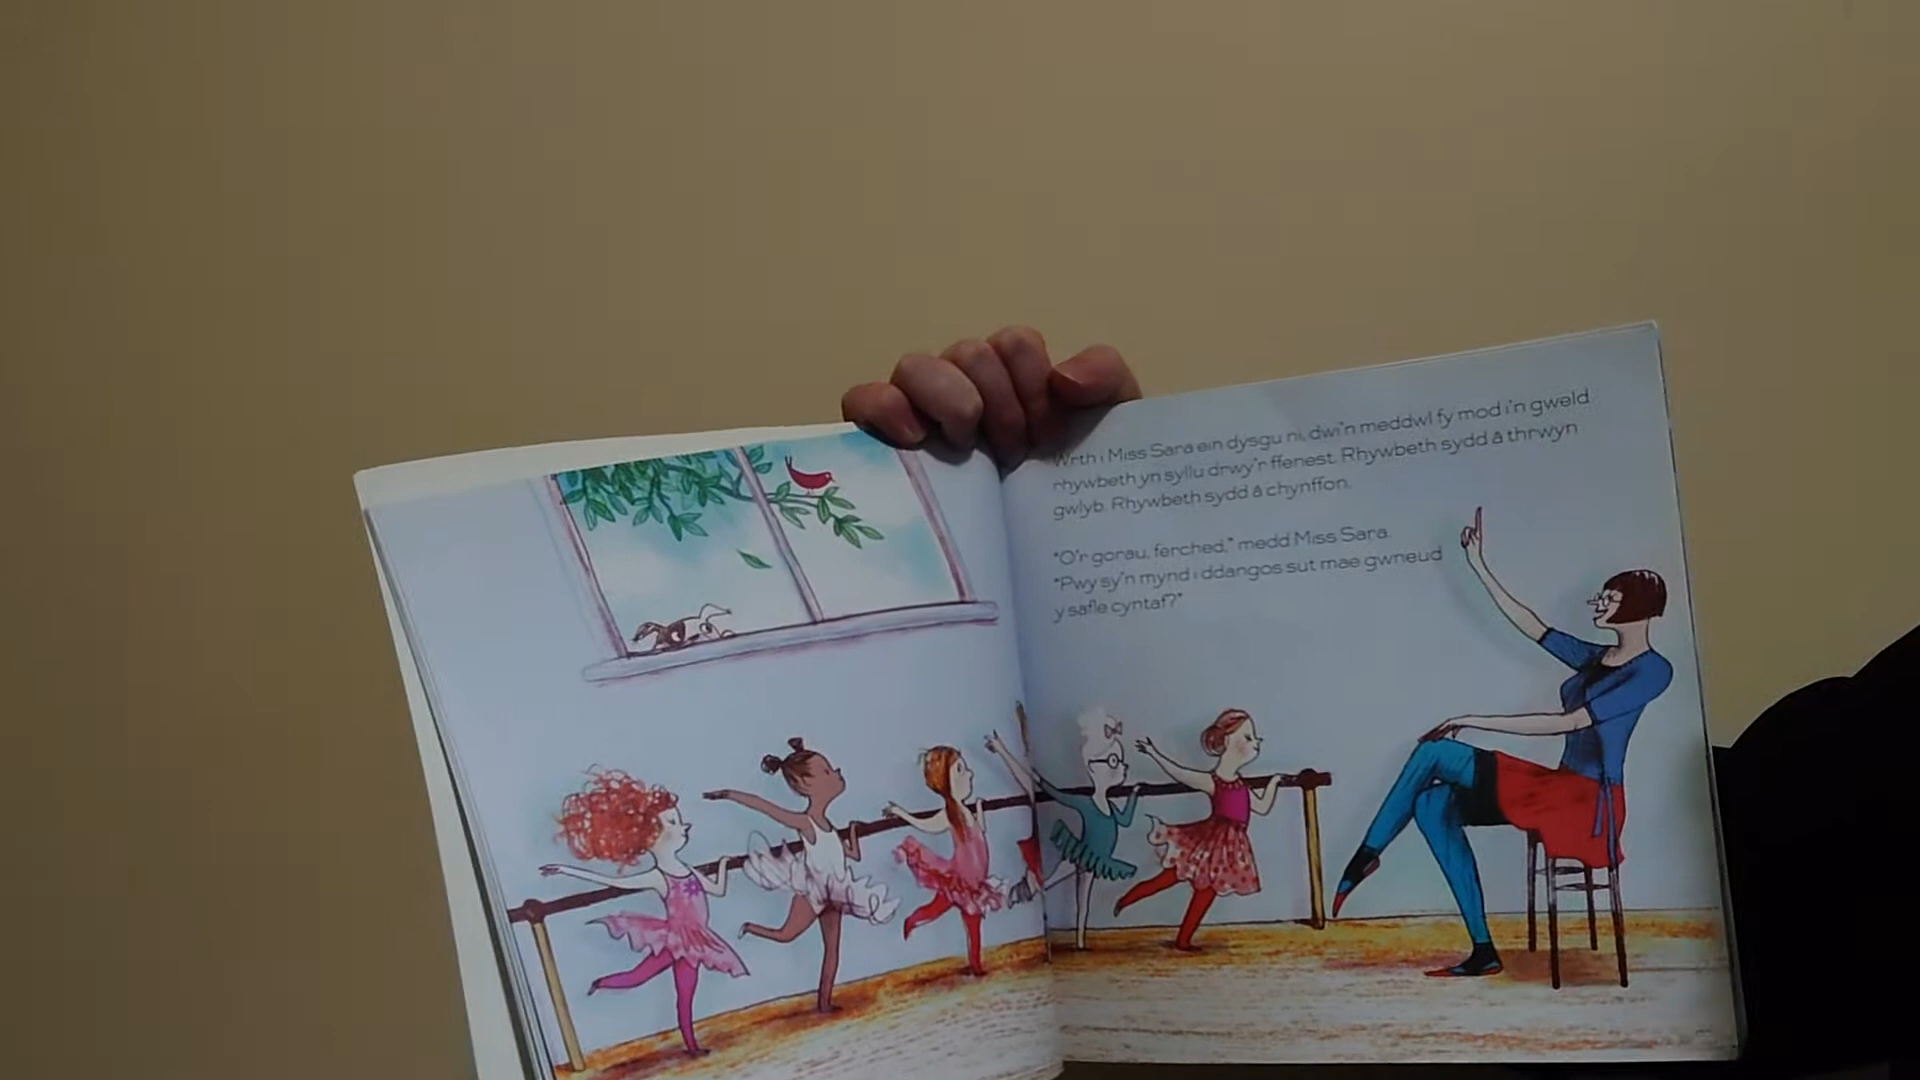 Wrth i Miss Sara ein dysgu ni, dwi'n meddwl fy mod i'n gweld
rhywbeth yn syllu drwy'r ffenest. Rhywbeth sydd â thrwyn
gwlyb. Rhywbeth sydd â chynffon.
"O'r gorau, ferched," medd Miss Sara.
"Pwy sy'n mynd i ddangos sut mae gwneud
y safle cyntaf?"